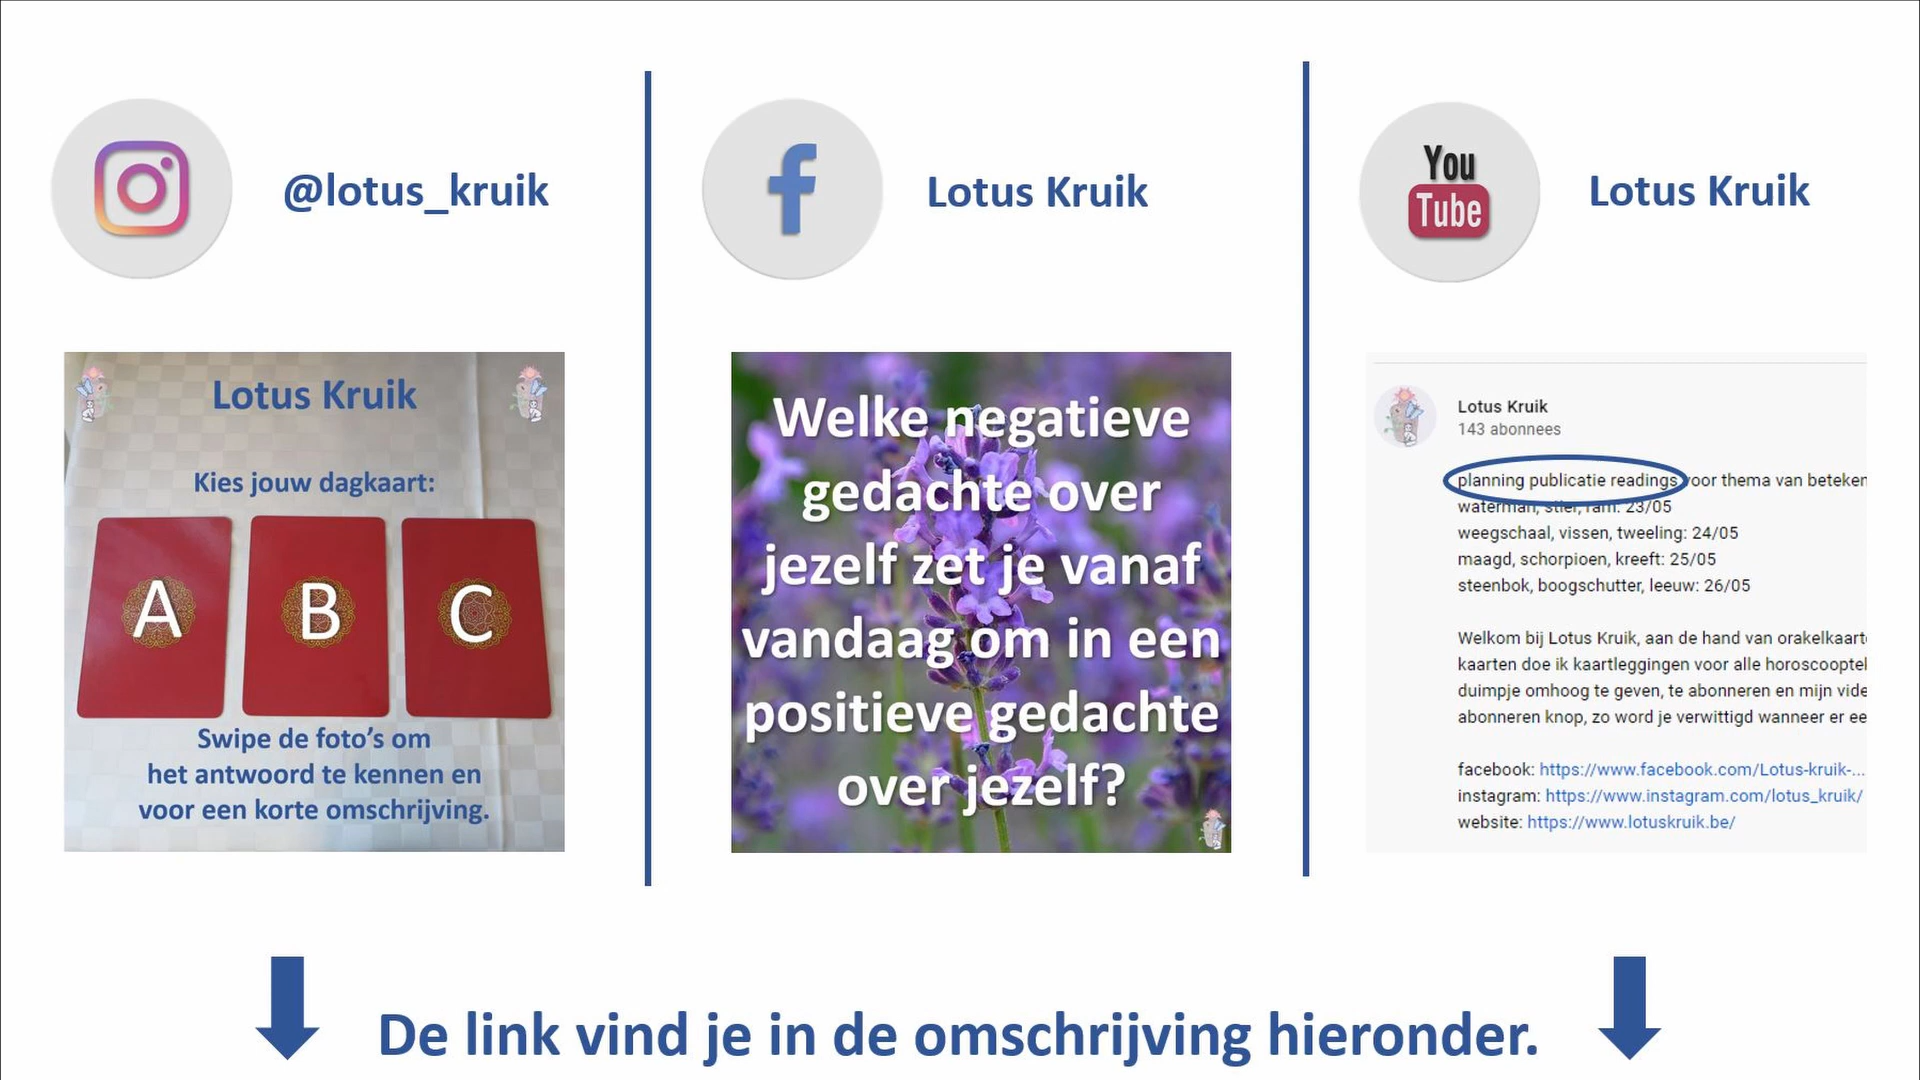 @lotus_kruik
Lotus Kruik
Kies jouw dagkaart:
A B C
Swipe de foto's om
het antwoord te kennen en
voor een korte omschrijving.
Lotus Kruik
Welke negatieve
gedachte over
jezelf zet je vanaf
vandaag om in een
positieve gedachte
over jezelf?
You
Tube
Lotus Kruik
Lotus Kruik
143 abonnees
planning publicatie readings voor thema van beteken
waterman, stier, ram: 23/05
weegschaal, vissen, tweeling: 24/05
maagd, schorpioen, kreeft: 25/05
steenbok, boogschutter, leeuw: 26/05
Welkom bij Lotus Kruik, aan de hand van orakelkaart
kaarten doe ik kaartleggingen voor alle horoscooptel
duimpje omhoog te geven, te abonneren en mijn vide
abonneren knop, zo word je verwittigd wanneer er ee
facebook: https://www.facebook.com/Lotus-kruik-...
instagram: https://www.instagram.com/lotus_kruik/
website: https://www.lotuskruik.be/
De link vind je in de omschrijving hieronder.